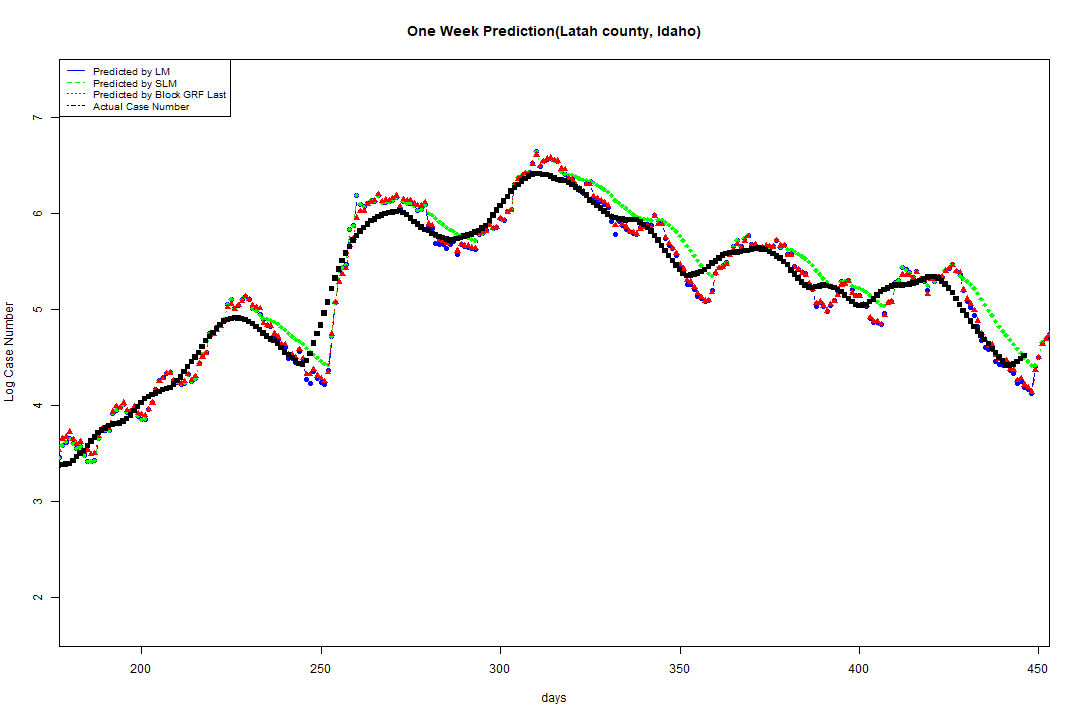 One Week Prediction(Latah county, Idaho)
Predicted by LM
Predicted by SLM
Predicted by Block GRF Last
Actual Case Number
7
6
5
4
3
2
Log Case Number
200 250 300 350 400 450
days